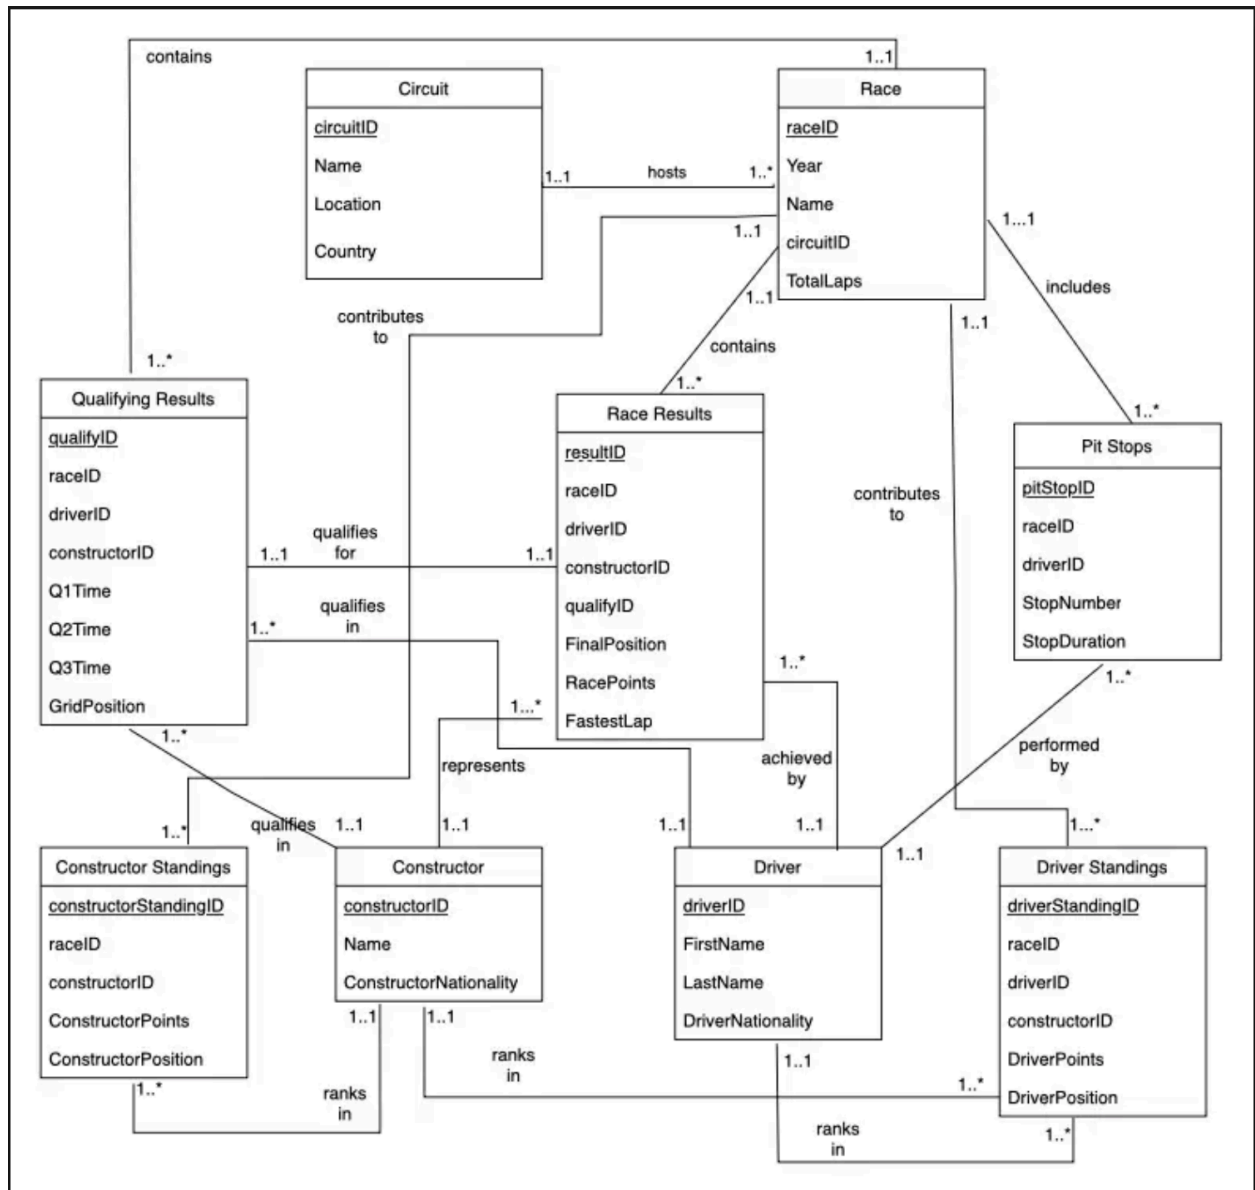 contains
1..1
Circuit
circuitID
Name
Location
Country
Race
raceID
Year
Name
circuitID
TotalLaps
1..1
hosts
1..*
1..1
1...1
includes
1..1
1..1
contributes
to
contains
1..*
1..*
1..*
Qualifying Results
qualifyID
raceID
driverID
constructorID
Q1Time
Q2Time
Q3Time
GridPosition
Race Results
resultID
raceID
driverID
constructorID
qualifyID
FinalPosition
RacePoints
FastestLap
Pit Stops
pitStopID
raceID
driverID
StopNumber
StopDuration
contributes
to
1..1
qualifies
for
1..1
qualifies
in
1..*
1...*
1..*
1..*
1..*
represents
achieved
by
performed
by
1..*
qualifies
in
1..1
1..1
1..1
1..1
1..1
1...*
Constructor Standings
constructorStandingID
raceID
constructorID
ConstructorPoints
ConstructorPosition
Constructor
constructorID
Name
ConstructorNationality
Driver
driverID
FirstName
LastName
DriverNationality
Driver Standings
driverStandingID
raceID
driverID
constructorID
DriverPoints
DriverPosition
1..1
1..1
ranks
in
1..1
1..*
1..*
ranks
in
ranks
in
1..*